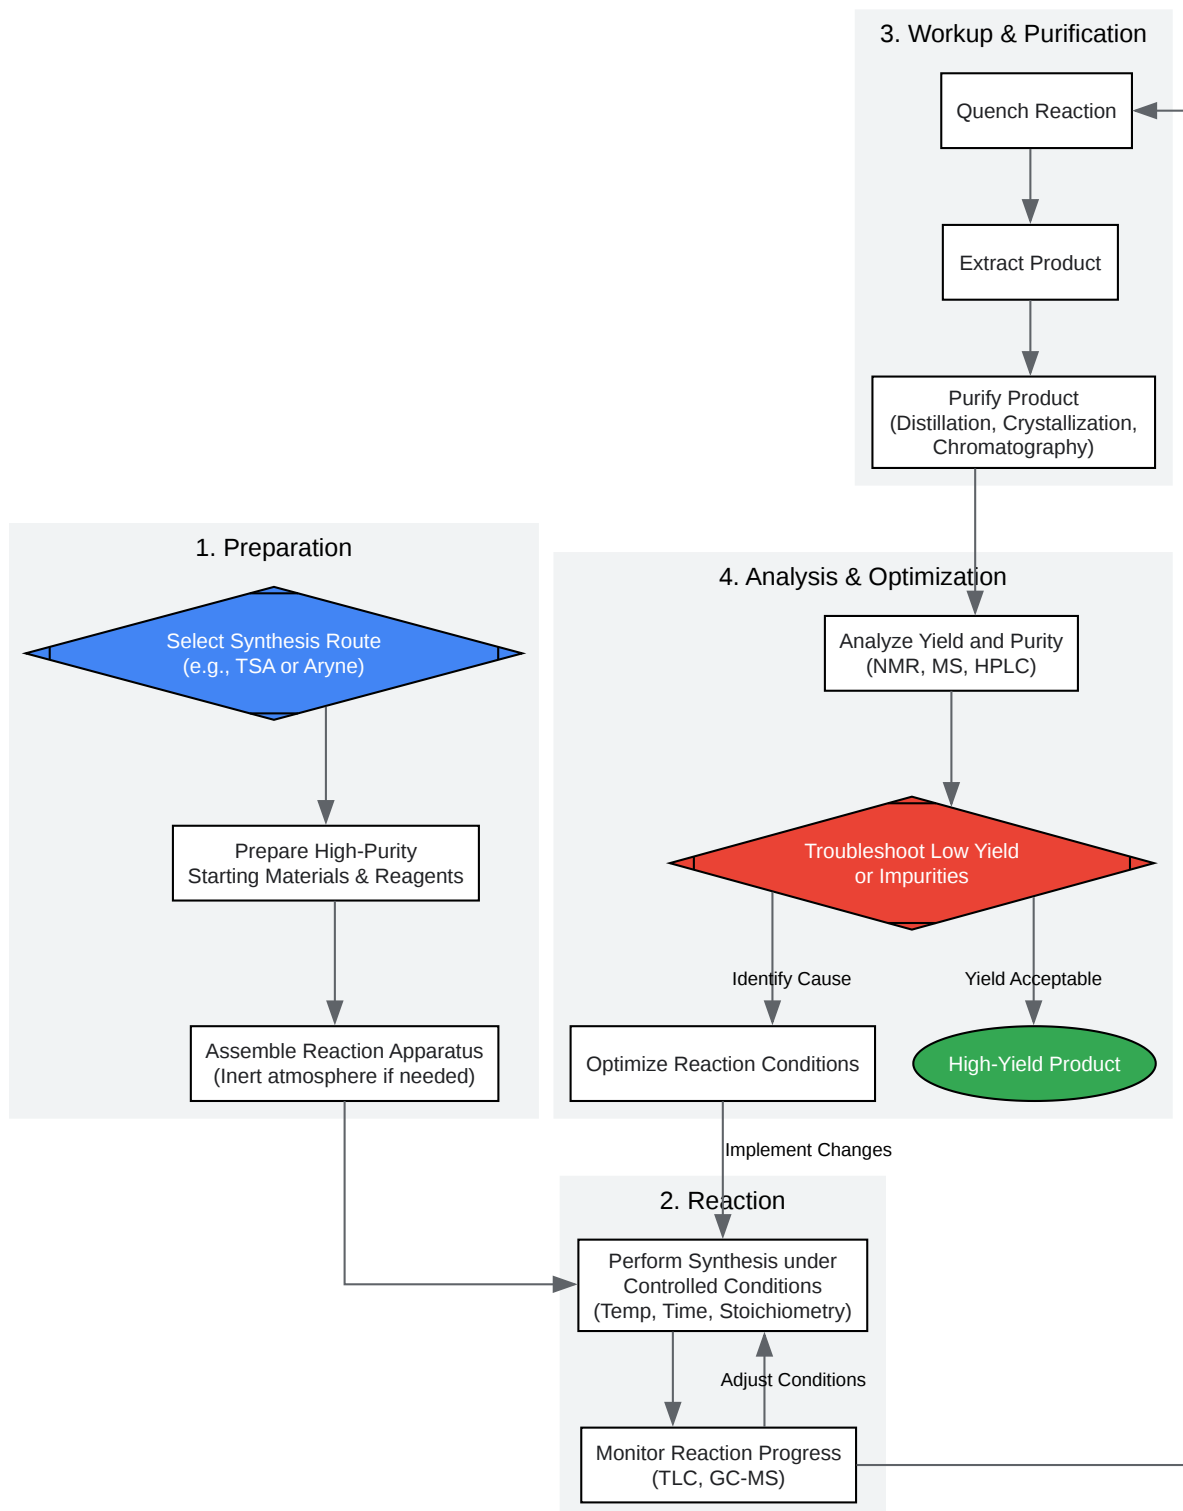 3. Workup & Purification
Quench Reaction
Extract Product
Purify Product
(Distillation, Crystallization,
Chromatography)
1. Preparation
Select Synthesis Route
(e.g., TSA or Aryne)
Prepare High-Purity
Starting Materials & Reagents
Assemble Reaction Apparatus
(Inert atmosphere if needed)
4. Analysis & Optimization
Analyze Yield and Purity
(NMR, MS, HPLC)
Troubleshoot Low Yield
or Impurities
Identify Cause
Yield Acceptable
Optimize Reaction Conditions
High-Yield Product
Implement Changes
2. Reaction
Perform Synthesis under
Controlled Conditions
(Temp, Time, Stoichiometry)
Adjust Conditions
Monitor Reaction Progress
(TLC, GC-MS)